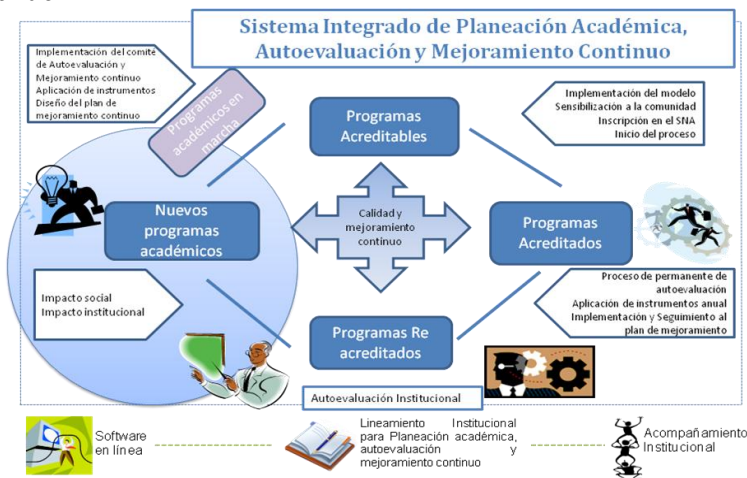 Sistema Integrado de Planeación Académica,
Autoevaluación y Mejoramiento Continuo
Implementación del comité
de Autoevaluación y
Mejoramiento continuo
Aplicación de instrumentos
Diseño del plan de
mejoramiento continuo
Programas
académicos en
marcha
Programas
Acreditables
Implementación del modelo
Sensibilización a la comunidad
Inscripción en el SNA
Inicio del proceso
Nuevos
programas
académicos
Calidad y
mejoramiento
continuo
Programas
Acreditados
Impacto social
Impacto institucional
Programas Re
acreditados
Proceso de permanente de
autoevaluación
Aplicación de instrumentos anual
Implementación y Seguimiento al
plan de mejoramiento
Autoevaluación Institucional
Software
en línea
Lineamiento Institucional
para Planeación académica,
autoevaluación y
mejoramiento continuo
Acompañamiento
Institucional